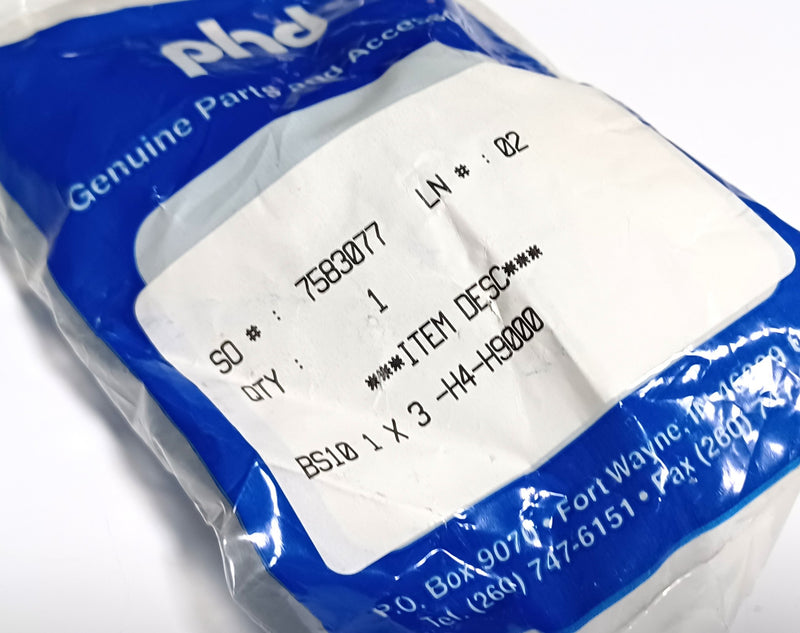 phd
Genuine Parts and
SO # : 7583077 LN # : 02
QTY : 1
***ITEM DESC***
BS10 1 X 3 -H4-H9000
P.O. Box 9070 • Fort Wayne, IN
Tel. (260) 747-6151 • Fax (260)